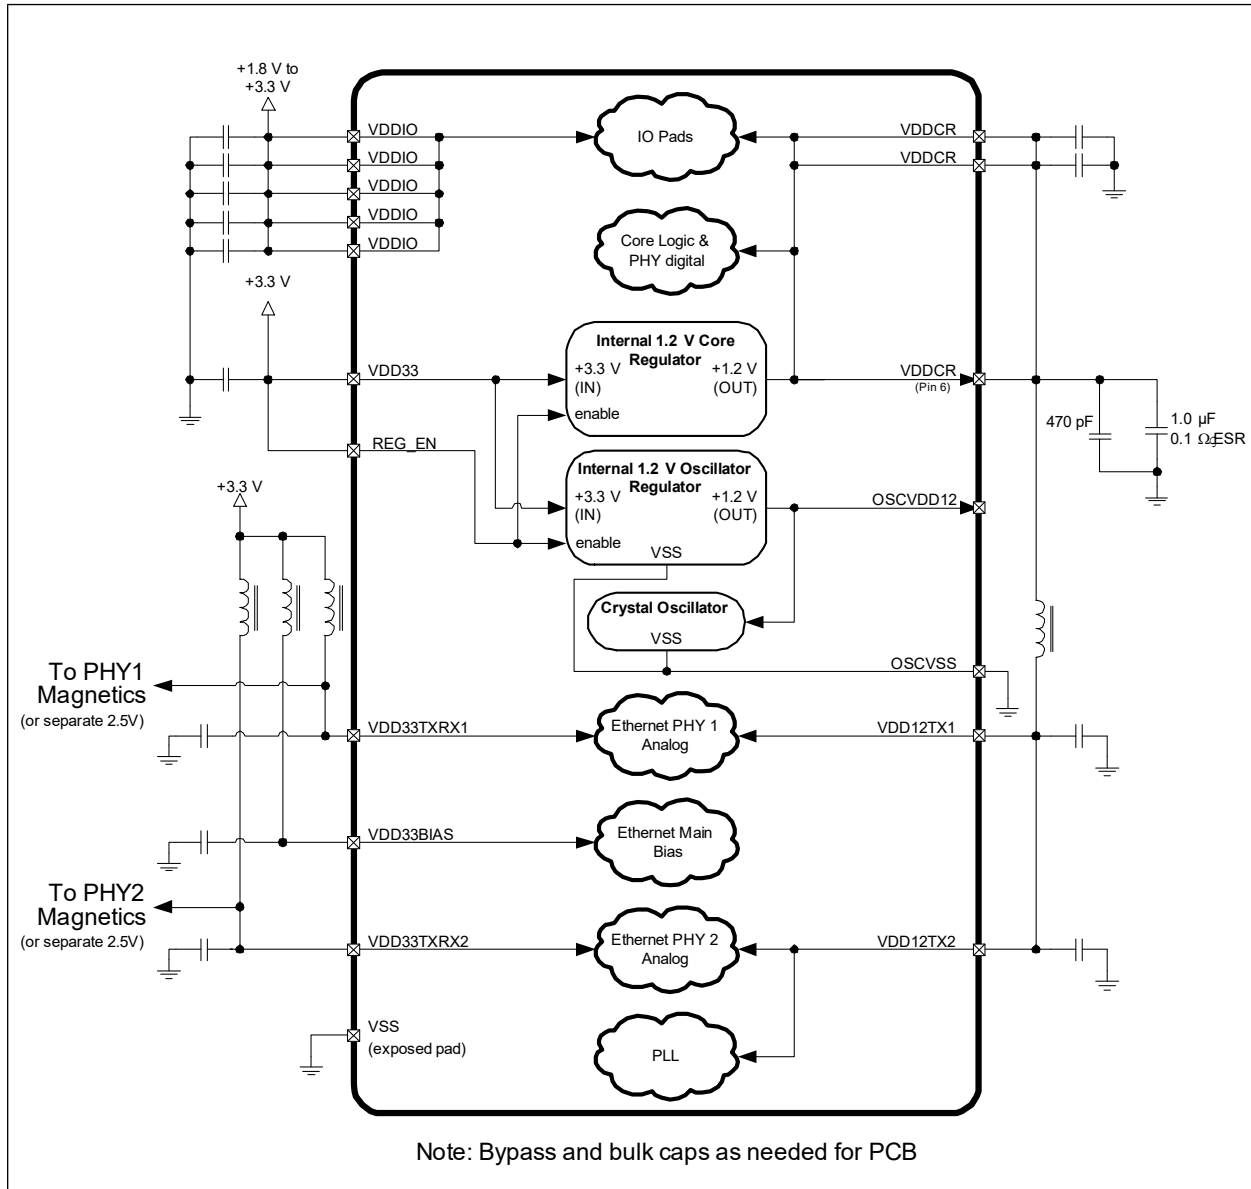 +1.8 V to
+3.3 V
VDDIO
VDDIO
VDDIO
VDDIO
VDDIO
IO Pads
VDDCR
VDDCR
Core Logic &
PHY digital
+3.3 V
VDD33
REG_EN
Internal 1.2 V Core
Regulator
+3.3 V
(IN)
+1.2 V
(OUT)
enable
VDDCR
(Pin 6)
470 pF
1.0 µF
0.1 Ω ESR
Internal 1.2 V Oscillator
Regulator
+3.3 V
(IN)
+1.2 V
(OUT)
enable
VSS
OSCVDD12
+3.3 V
Crystal Oscillator
VSS
OSCVSS
To PHY1
Magnetics
(or separate 2.5V)
VDD33TXRX1
Ethernet PHY 1
Analog
VDD12TX1
VDD33BIAS
Ethernet Main
Bias
To PHY2
Magnetics
(or separate 2.5V)
VDD33TXRX2
Ethernet PHY 2
Analog
VDD12TX2
VSS
(exposed pad)
PLL
Note: Bypass and bulk caps as needed for PCB